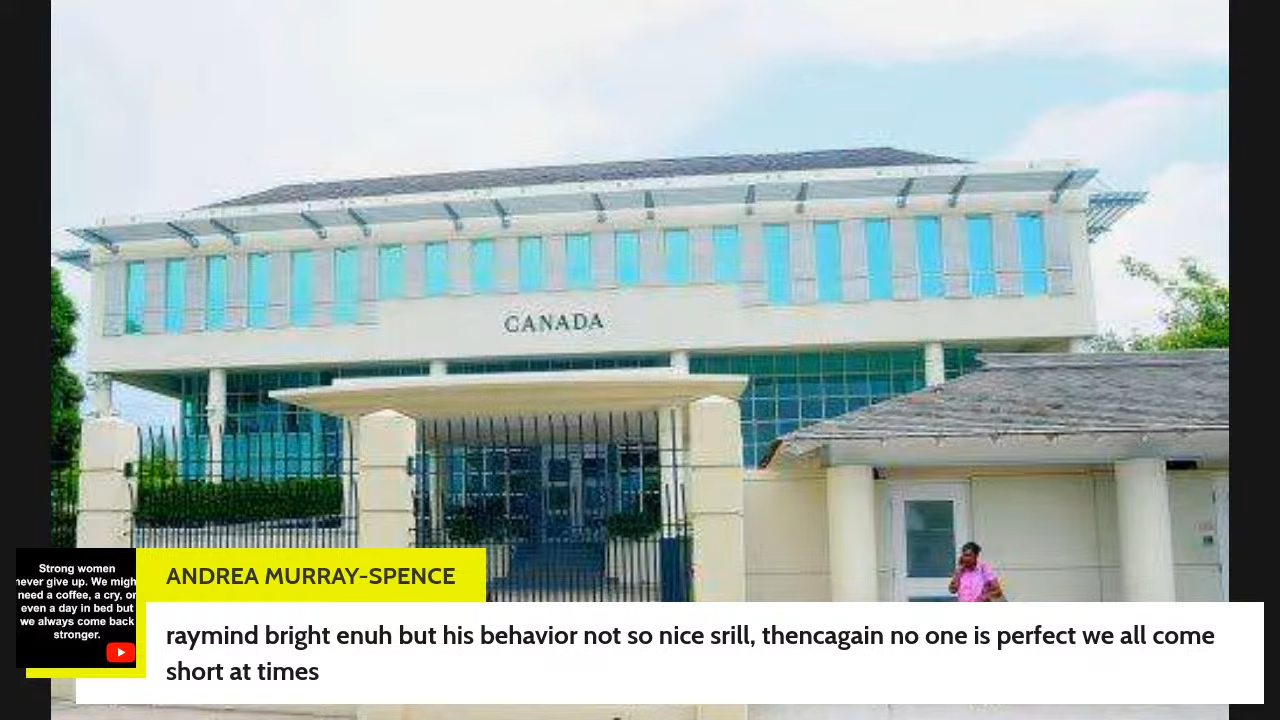 CANADA
Strong women
never give up. We migh
need a coffee, a cry, or
even a day in bed but
we always come back
stronger.
ANDREA MURRAY-SPENCE
raymind bright enuh but his behavior not so nice srill, thencagain no one is perfect we all come
short at times